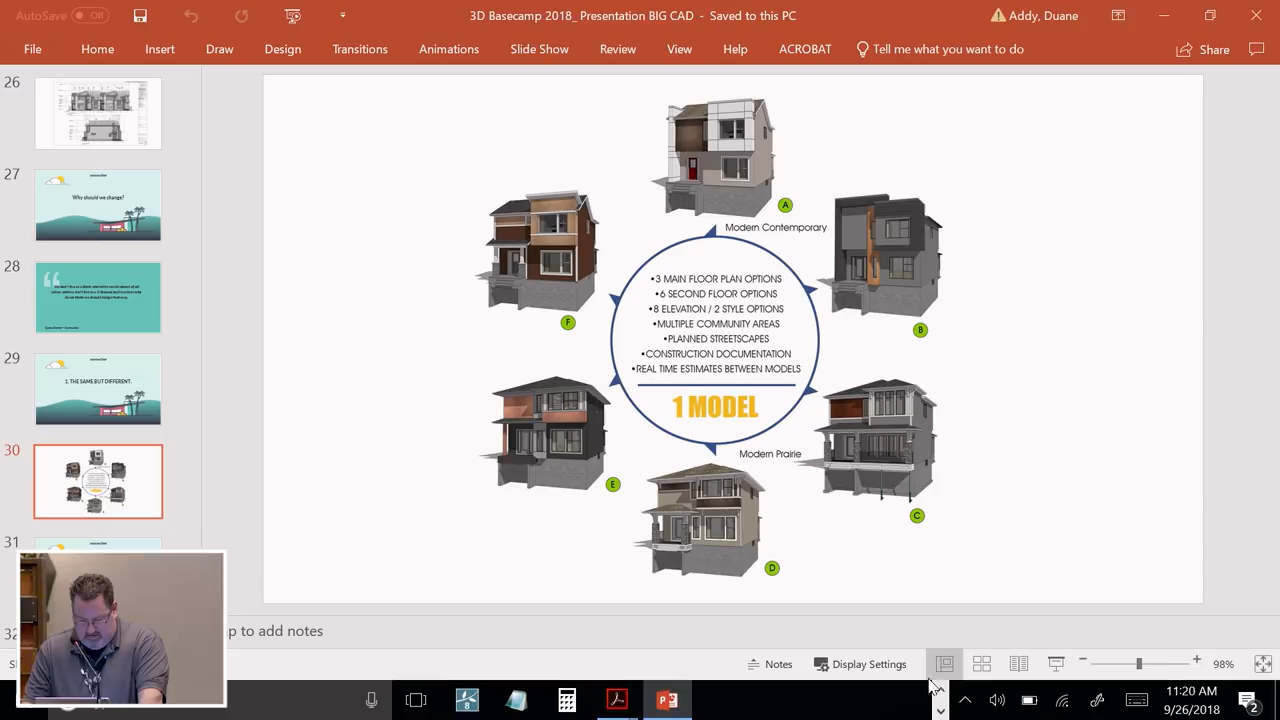 AutoSave Off
3D Basecamp 2018_ Presentation BIG CAD - Saved to this PC
Addy, Duane
File Home Insert Draw Design Transitions Animations Slide Show Review View Help ACROBAT Tell me what you want to do Share
26
27
Why should we change?
28
29
1. THE SAME BUT DIFFERENT.
30
31
32
A
Modern Contemporary
B
F
•3 MAIN FLOOR PLAN OPTIONS
•6 SECOND FLOOR OPTIONS
•8 ELEVATION / 2 STYLE OPTIONS
•MULTIPLE COMMUNITY AREAS
•PLANNED STREETSCAPES
•CONSTRUCTION DOCUMENTATION
•REAL TIME ESTIMATES BETWEEN MODELS
1 MODEL
Modern Prairie
E
C
D
p to add notes
Notes Display Settings 98%
8
11:20 AM
9/26/2018
2